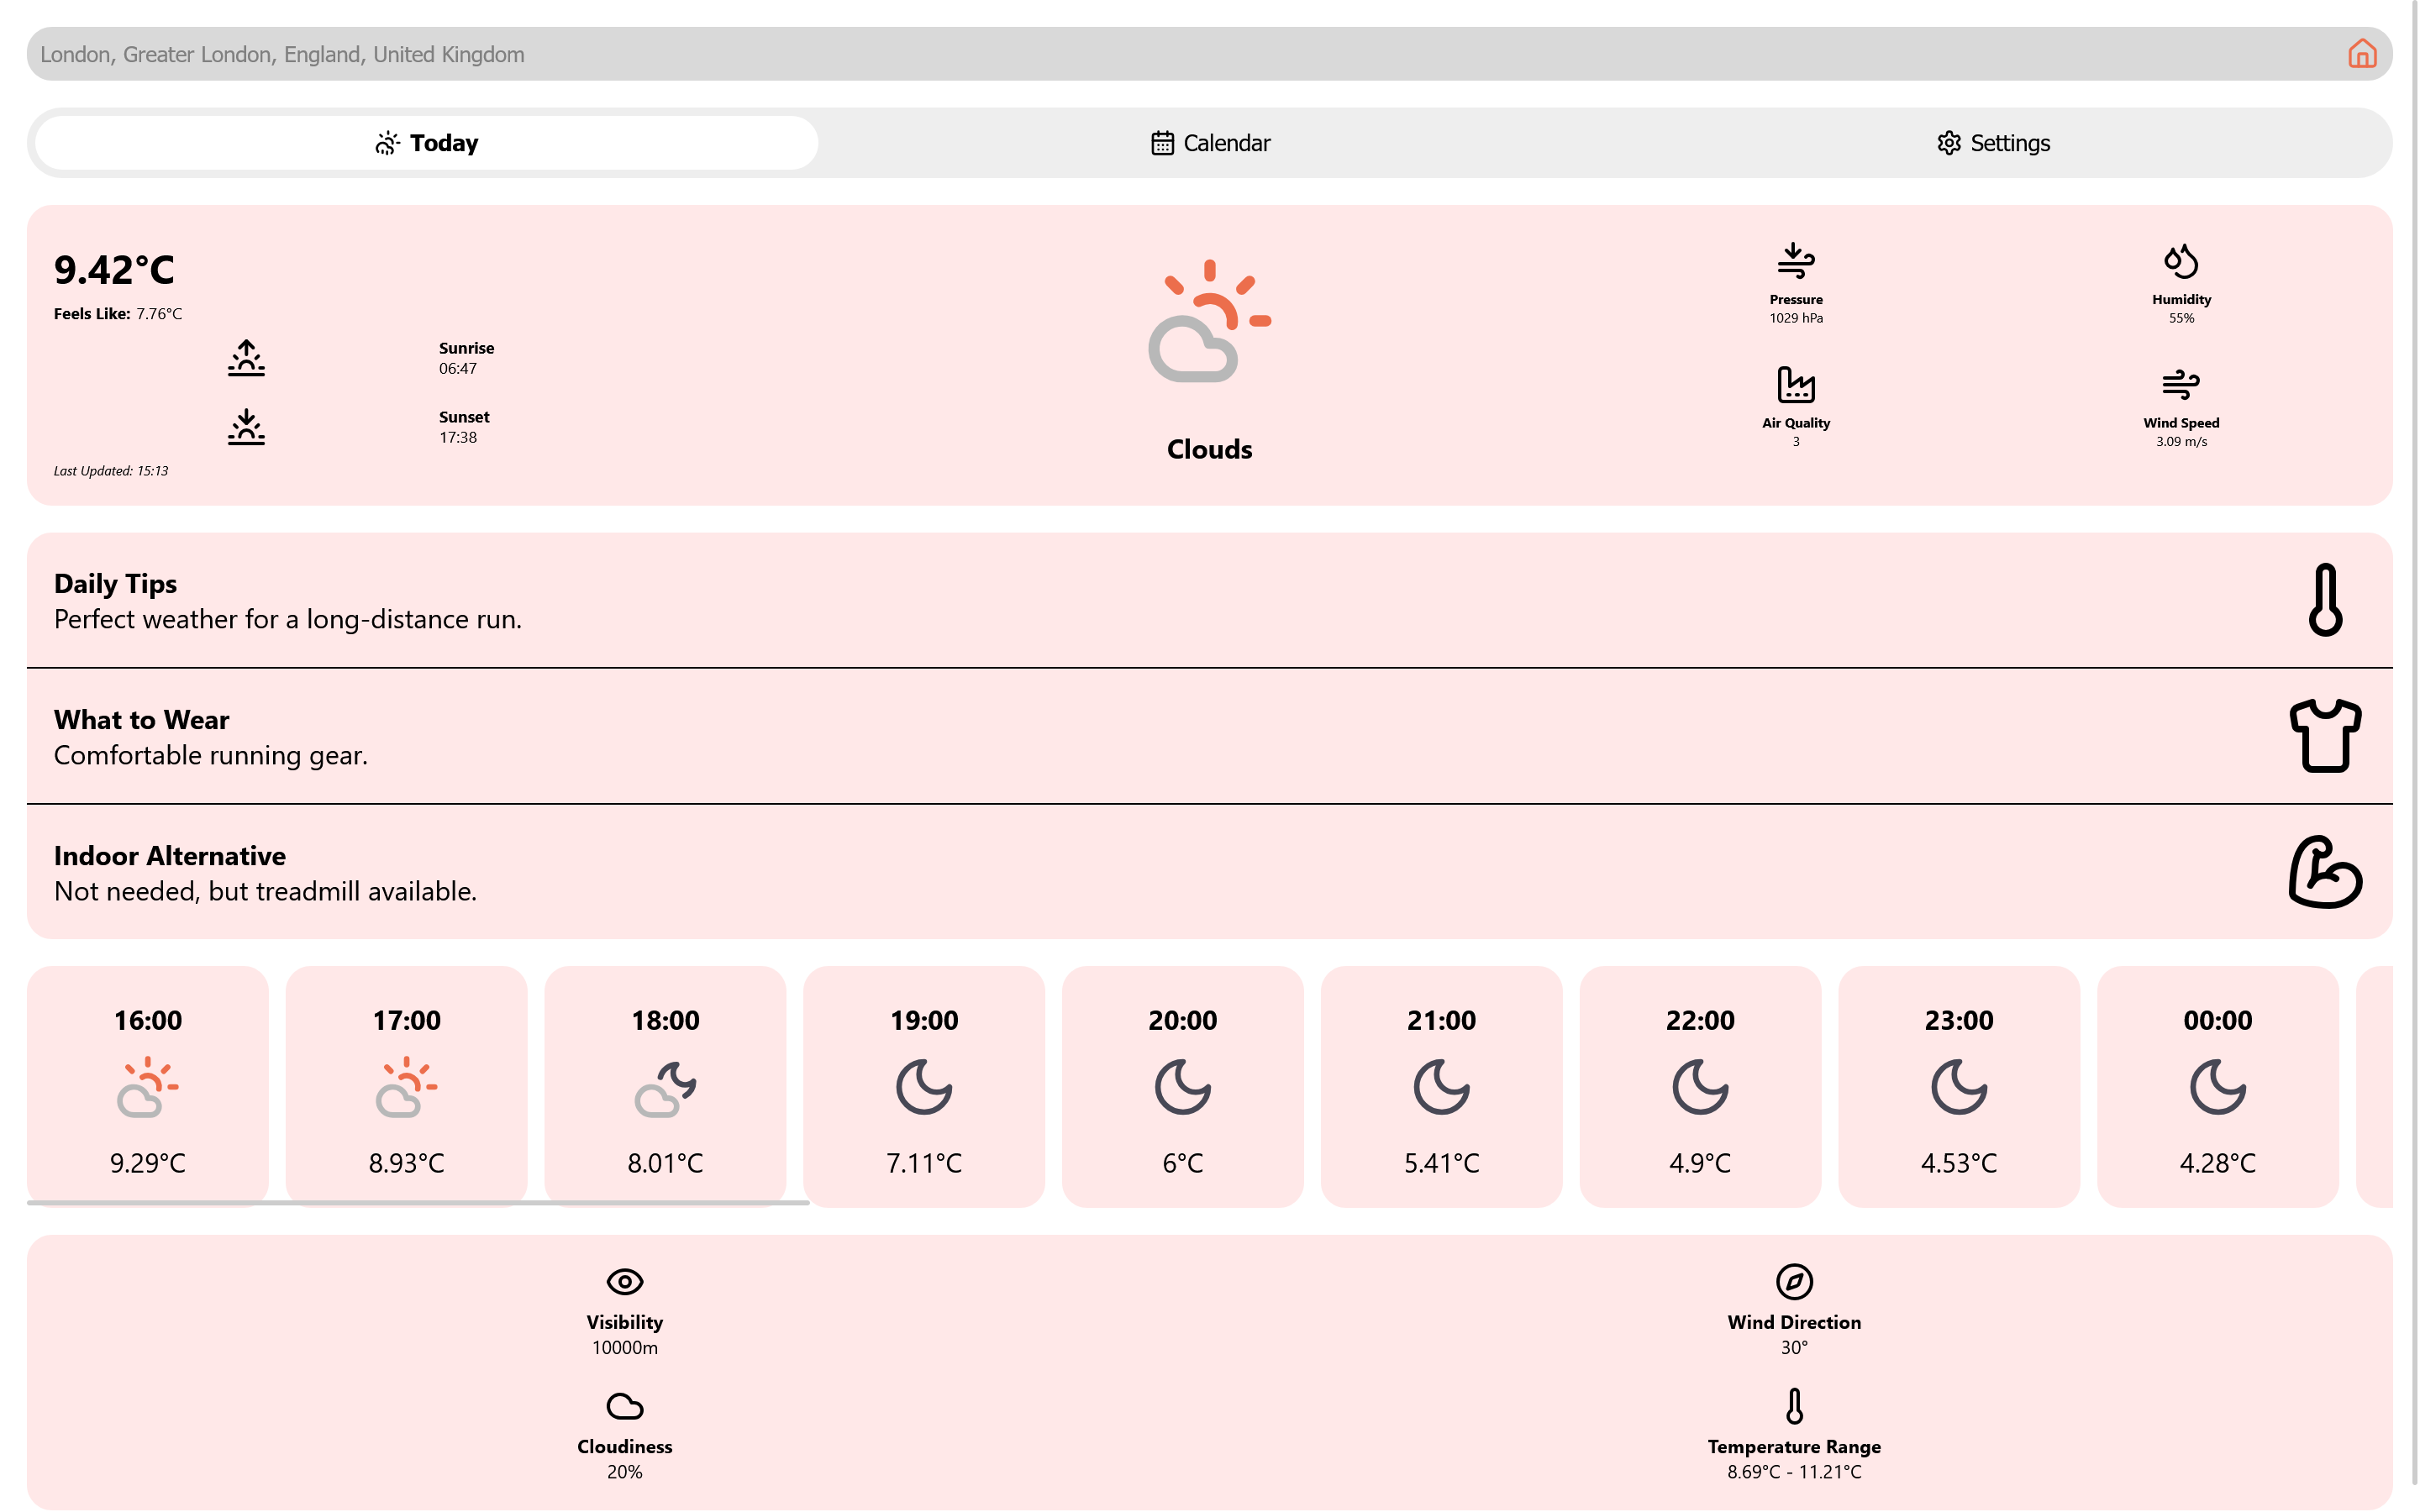 London, Greater London, England, United Kingdom
Today
Calendar
Settings
9.42°C
Feels Like: 7.76°C
Sunrise
06:47
Sunset
17:38
Last Updated: 15:13
Clouds
Pressure
1029 hPa
Humidity
55%
Air Quality
3
Wind Speed
3.09 m/s
Daily Tips
Perfect weather for a long-distance run.
What to Wear
Comfortable running gear.
Indoor Alternative
Not needed, but treadmill available.
16:00
9.29°C
17:00
8.93°C
18:00
8.01°C
19:00
7.11°C
20:00
6°C
21:00
5.41°C
22:00
4.9°C
23:00
4.53°C
00:00
4.28°C
Visibility
10000m
Wind Direction
30°
Cloudiness
20%
Temperature Range
8.69°C - 11.21°C